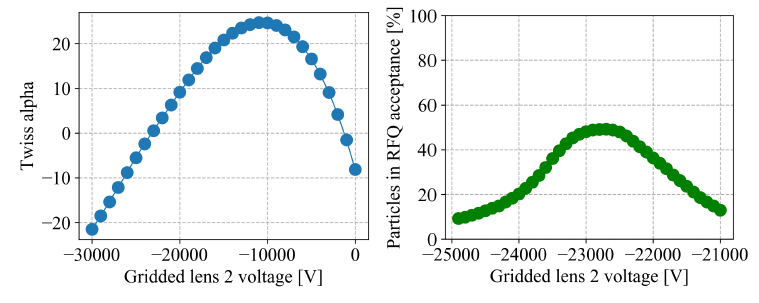 Twiss alpha
20
10
0
−10
−20
−30000 −20000 −10000 0
Gridded lens 2 voltage [V]
Particles in RFQ acceptance [%]
100
80
60
40
20
0
−25000 −24000 −23000 −22000 −21000
Gridded lens 2 voltage [V]